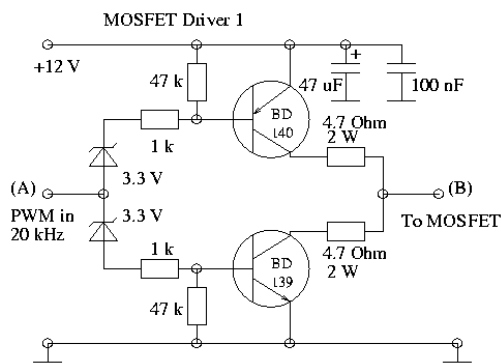 MOSFET Driver 1
+12 V
47 k
47 uF
+
100 nF
BD
140
4.7 Ohm
2 W
1 k
3.3 V
(A)
(B)
PWM in
20 kHz
3.3 V
To MOSFET
1 k
4.7 Ohm
2 W
BD
139
47 k